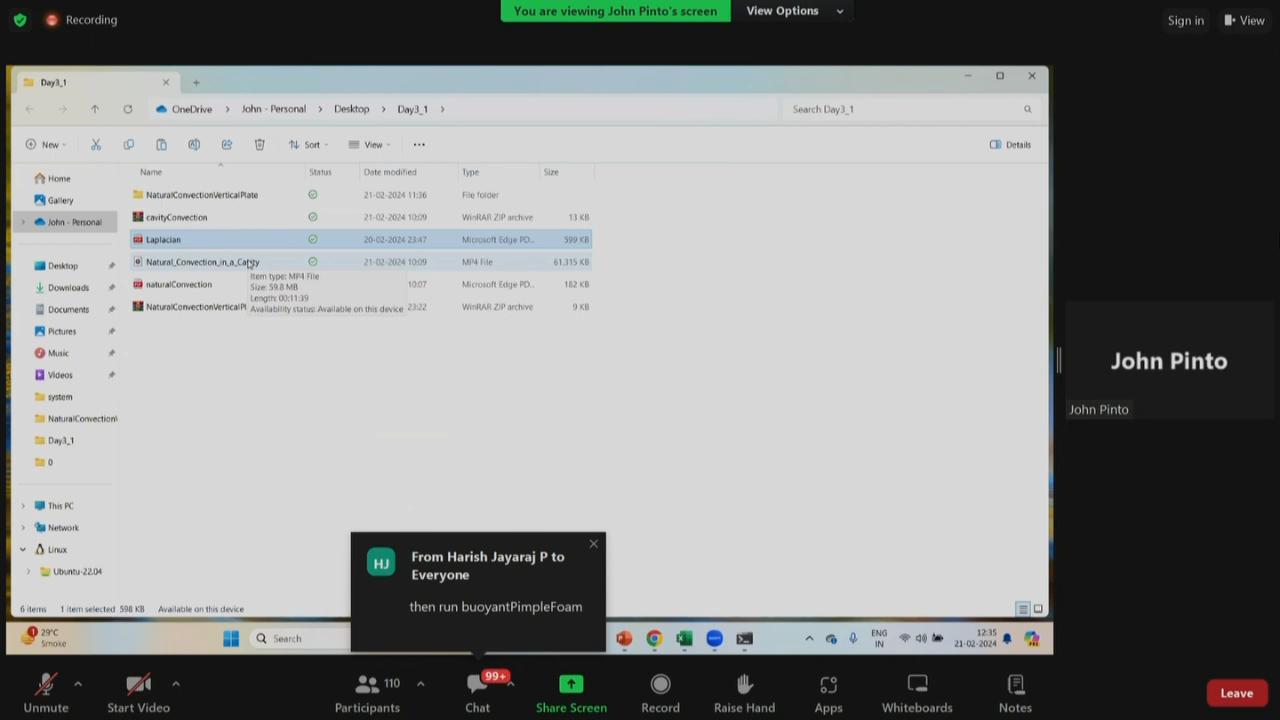 Recording
You are viewing John Pinto's screen
View Options
Sign in
View
Day3_1
OneDrive > John - Personal > Desktop > Day3_1 >
Search Day3_1
New
Sort
View
Details
Name Status Date modified Type Size
NaturalConvectionVerticalPlate 21-02-2024 11:36 File folder
cavityConvection 21-02-2024 10:09 WinRAR ZIP archive 13 KB
Laplacian 20-02-2024 23:47 Microsoft Edge PD... 599 KB
Natural_Convection_in_a_Cavity 21-02-2024 10:09 MP4 File 61,315 KB
naturalConvection 10:07 Microsoft Edge PD... 182 KB
NaturalConvectionVerticalPl 23:22 WinRAR ZIP archive 9 KB
Item type: MP4 File
Size: 59.8 MB
Length: 00:11:39
Availability status: Available on this device
Home
Gallery
John - Personal
Desktop
Downloads
Documents
Pictures
Music
Videos
system
NaturalConvection\
Day3_1
0
This PC
Network
Linux
Ubuntu-22.04
6 items 1 item selected 598 KB Available on this device
HJ
From Harish Jayaraj P to
Everyone
then run buoyantPimpleFoam
1
29°C
Smoke
Search
ENG
IN
12:35
21-02-2024
John Pinto
John Pinto
Unmute
Start Video
110
Participants
99+
Chat
Share Screen
Record
Raise Hand
Apps
Whiteboards
Notes
Leave